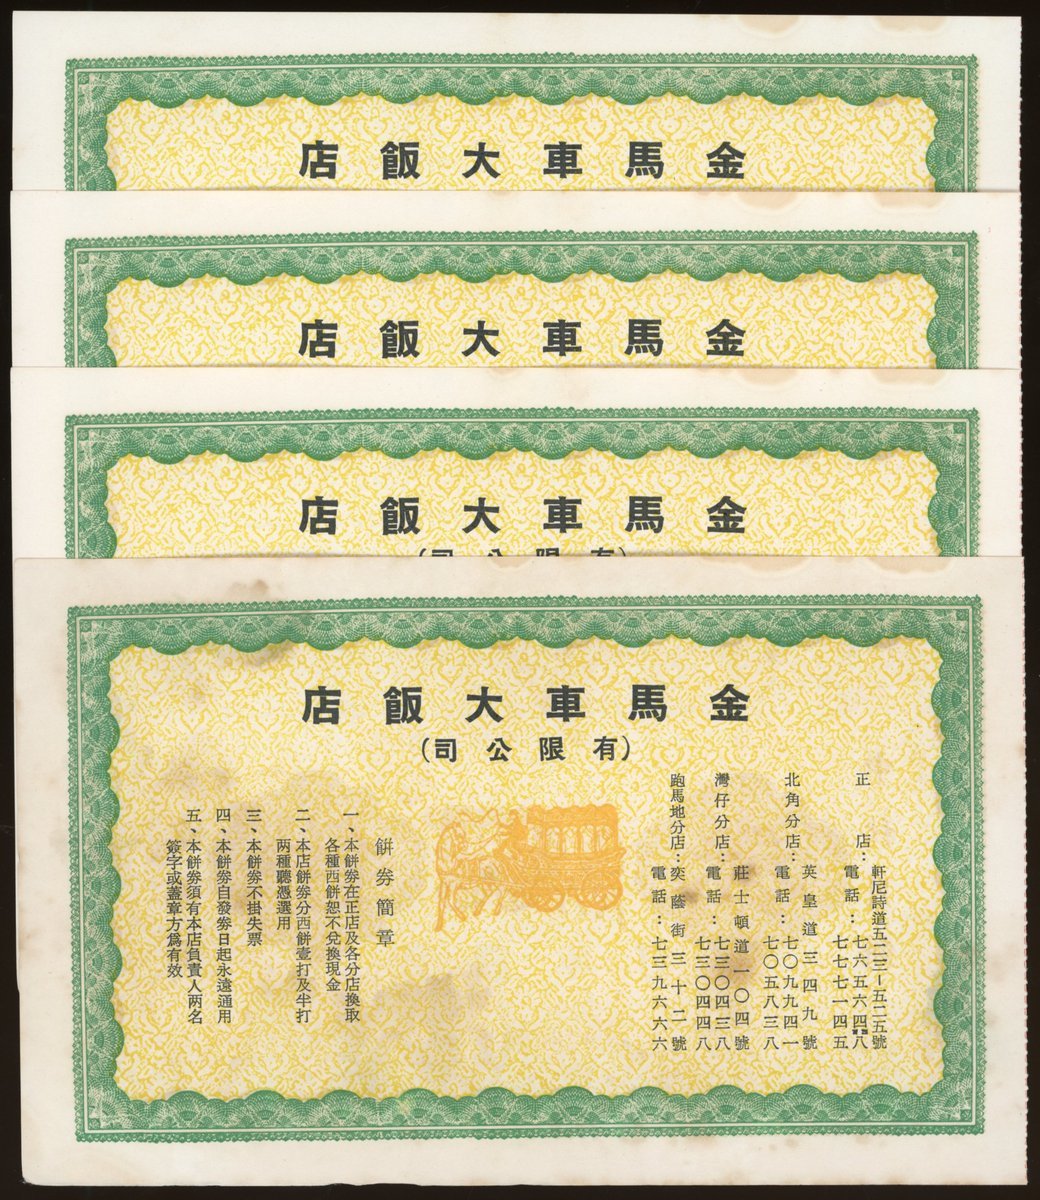 金馬車大飯店
金馬車大飯店
金馬車大飯店
(有限公司)
金馬車大飯店
(有限公司)
正店：軒尼詩道五二三—五二五號
電話：七六五六四八
七七七一四五
北角分店：英皇道三四九號
電話：七〇九九四一
七〇五八三八
灣仔分店：莊士頓道一〇四號
電話：七三〇四三八
七三〇四四八
跑馬地分店：奕蔭街三十二號
電話：七三九六六六
餅券簡章
一、本餅券在正店及各分店換取
各種西餅恕不兌換現金
二、本店餅券分西餅壹打及半打
两種聽憑選用
三、本餅券不掛失票
四、本餅券自發券日起永遠通用
五、本餅券須有本店負責人两名
簽字或蓋章方爲有效